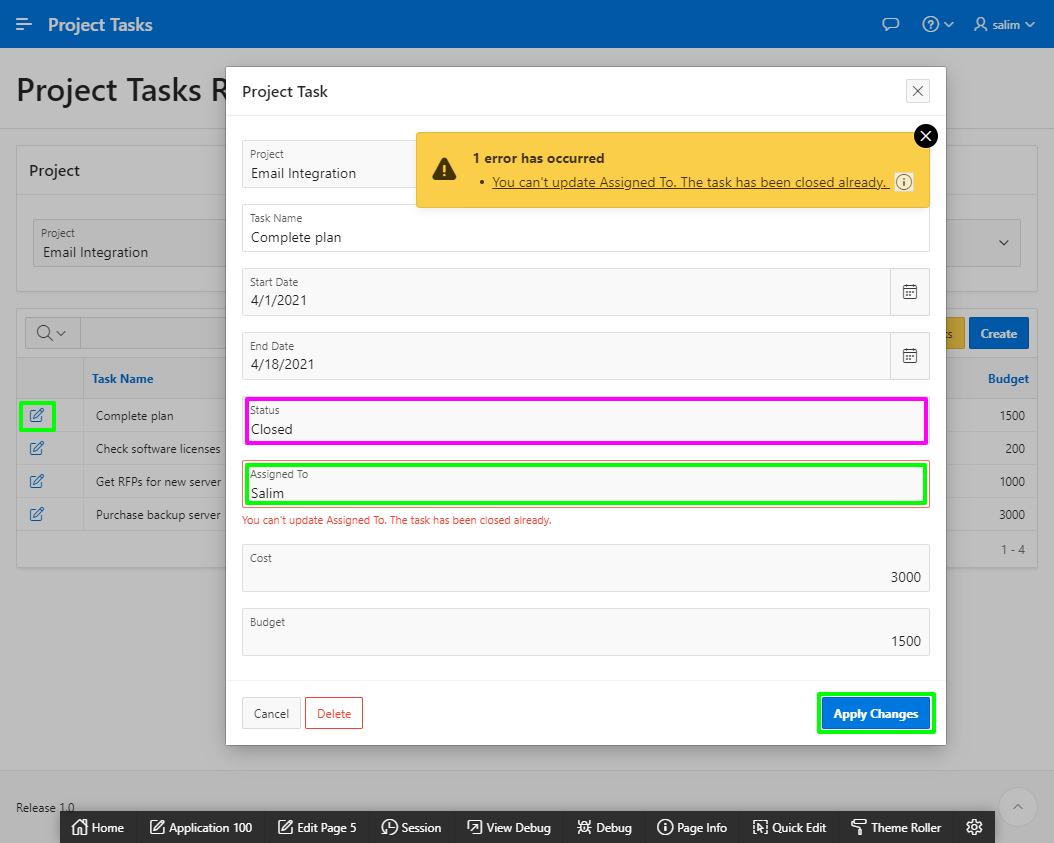 Project Tasks
salim
Project Tasks R
Project Task
Project
Project
Email Integration
1 error has occurred
• You can't update Assigned To. The task has been closed already.
Project
Email Integration
Task Name
Complete plan
Start Date
4/1/2021
End Date
4/18/2021
Create
Task Name
Budget
Complete plan
1500
Check software licenses
200
Get RFPs for new server
1000
Purchase backup server
3000
1 - 4
Status
Closed
Assigned To
Salim
You can't update Assigned To. The task has been closed already.
Cost
3000
Budget
1500
Cancel
Delete
Apply Changes
Release 1.0
Home
Application 100
Edit Page 5
Session
View Debug
Debug
Page Info
Quick Edit
Theme Roller